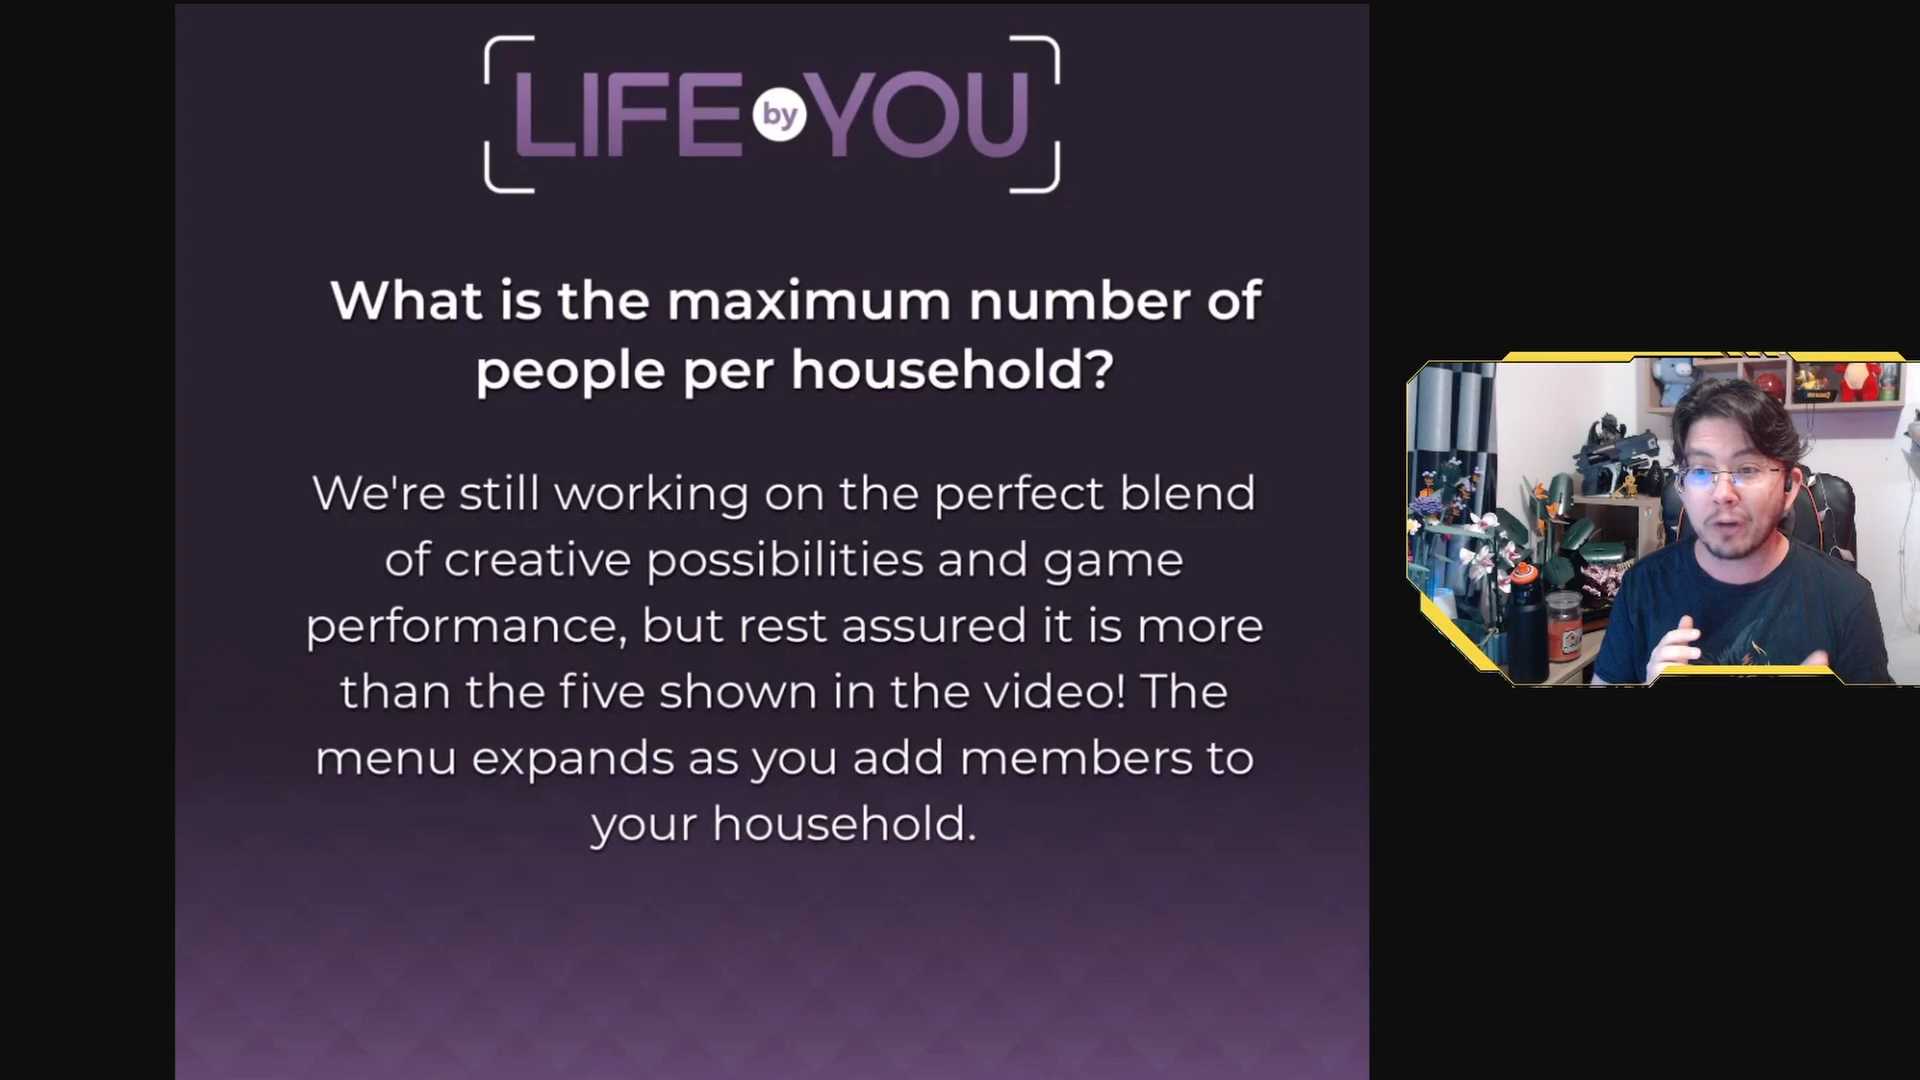 LIFE by YOU
What is the maximum number of
people per household?
We're still working on the perfect blend
of creative possibilities and game
performance, but rest assured it is more
than the five shown in the video! The
menu expands as you add members to
your household.